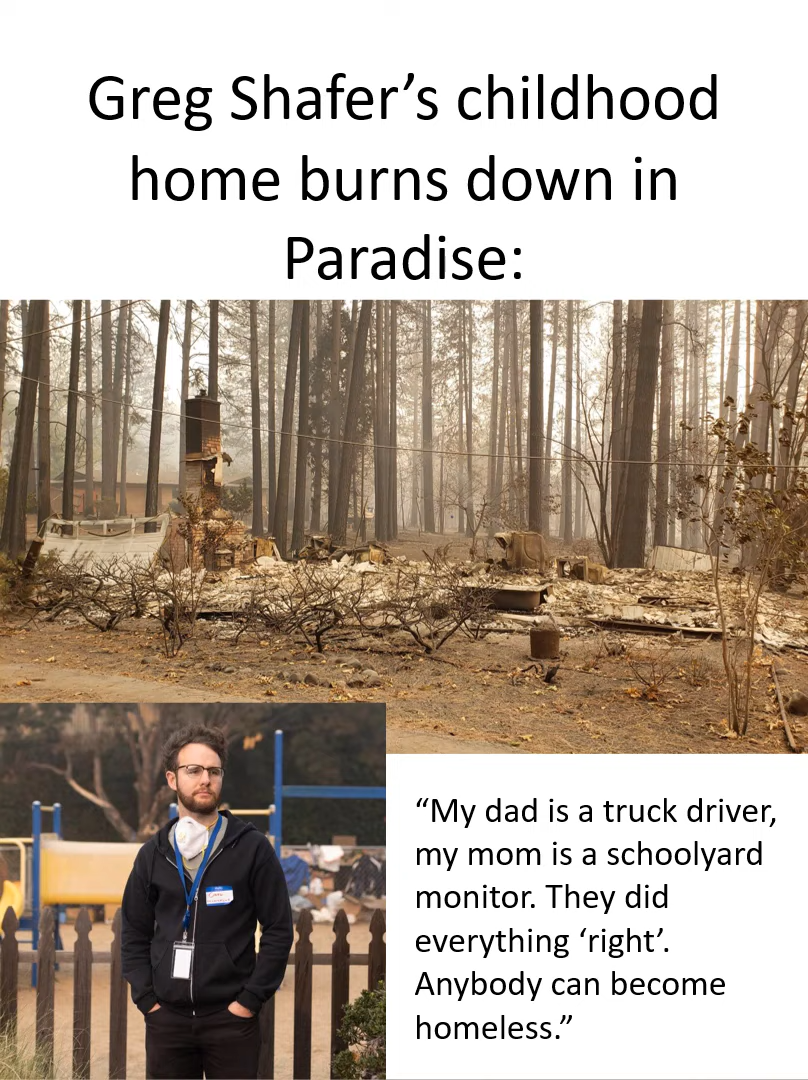 Greg Shafer’s childhood
home burns down in
Paradise:
“My dad is a truck driver,
my mom is a schoolyard
monitor. They did
everything ‘right’.
Anybody can become
homeless.”